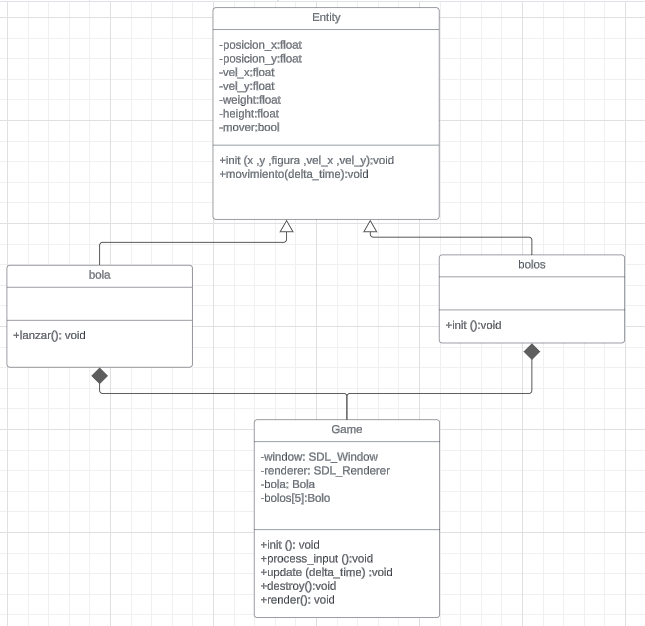 Entity
-posicion_x:float
-posicion_y:float
-vel_x:float
-vel_y:float
-weight:float
-height:float
-mover:bool
+init (x ,y ,figura ,vel_x ,vel_y):void
+movimiento(delta_time):void
bola
+lanzar(): void
bolos
+init ():void
Game
-window: SDL_Window
-renderer: SDL_Renderer
-bola: Bola
-bolos[5]:Bolo
+init (): void
+process_input ():void
+update (delta_time) :void
+destroy():void
+render(): void